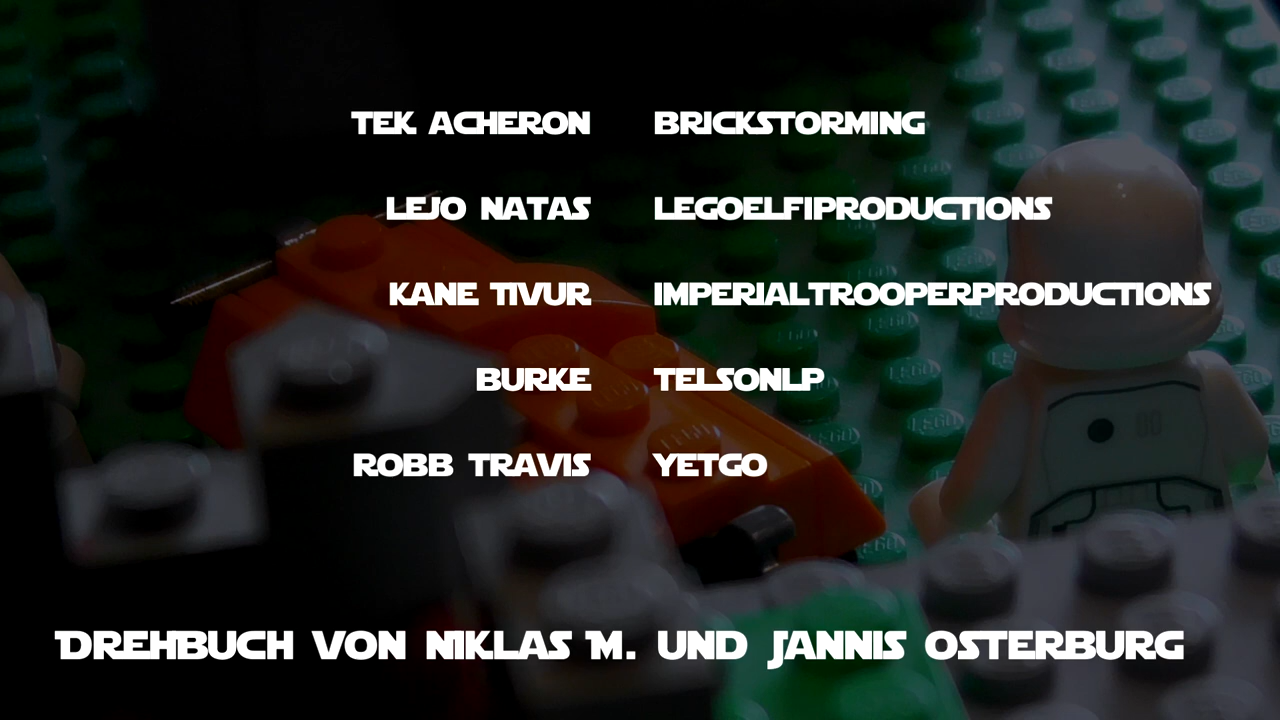 TEK ACHERON BRICKSTORMING
LEJO NATAS LEGOELFIPRODUCTIONS
KANE TIVUR IMPERIALTROOPERPRODUCTIONS
BURKE TELSONLP
ROBB TRAVIS YETGO
DREHBUCH VON NIKLAS M. UND JANNIS OSTERBURG